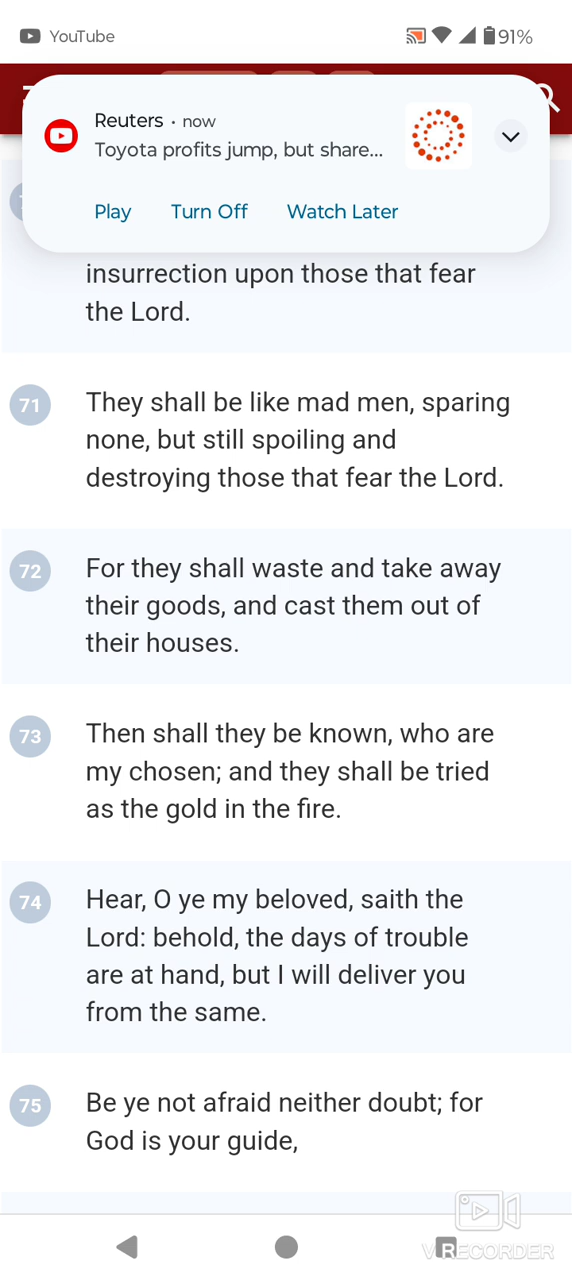 YouTube
91%
Reuters · now
Toyota profits jump, but share...
Play Turn Off Watch Later
insurrection upon those that fear
the Lord.
71 They shall be like mad men, sparing
none, but still spoiling and
destroying those that fear the Lord.
72 For they shall waste and take away
their goods, and cast them out of
their houses.
73 Then shall they be known, who are
my chosen; and they shall be tried
as the gold in the fire.
74 Hear, O ye my beloved, saith the
Lord: behold, the days of trouble
are at hand, but I will deliver you
from the same.
75 Be ye not afraid neither doubt; for
God is your guide,
VRECORDER